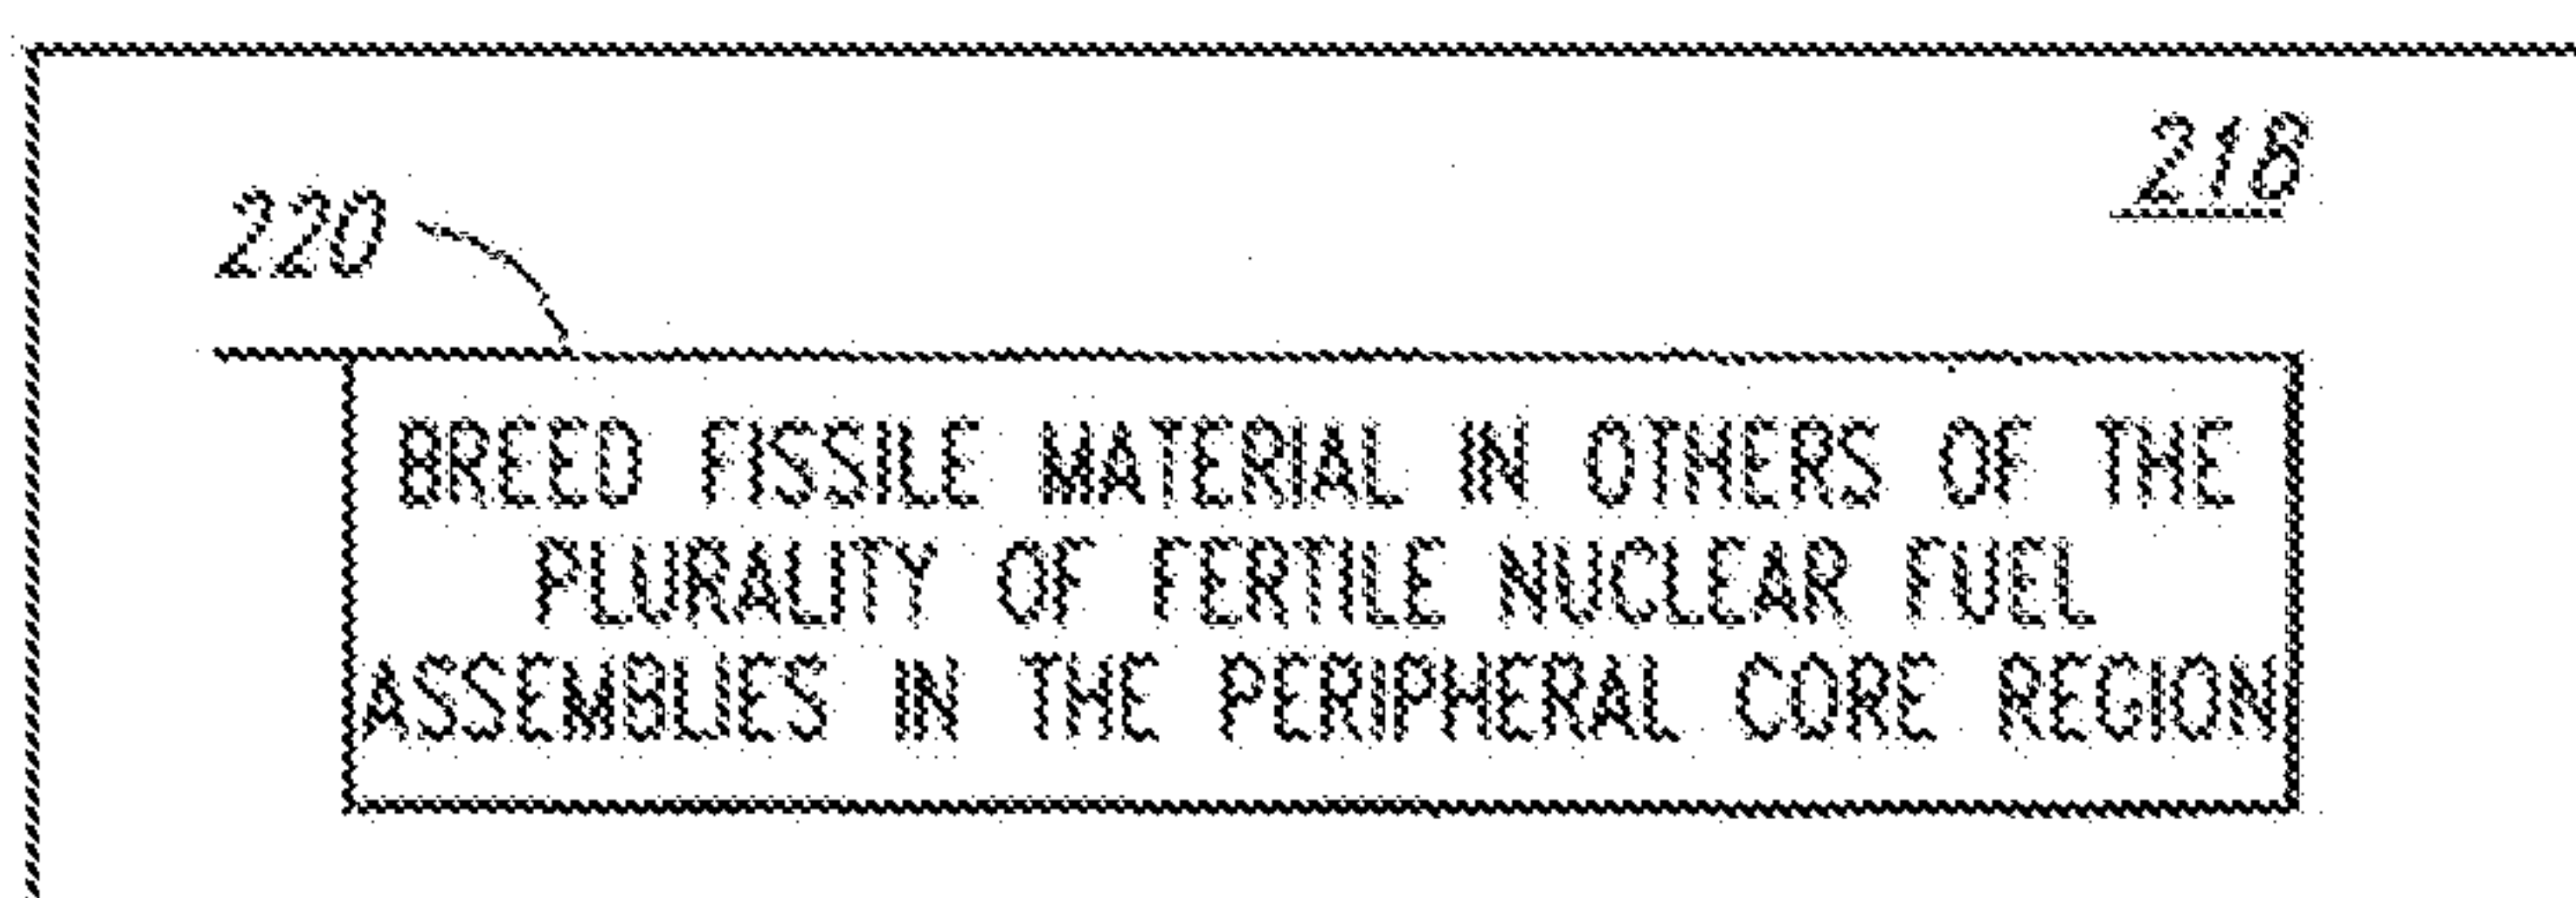 218
220
BREED FISSILE MATERIAL IN OTHERS OF THE
PLURALITY OF FERTILE NUCLEAR FUEL
ASSEMBLIES IN THE PERIPHERAL CORE REGION